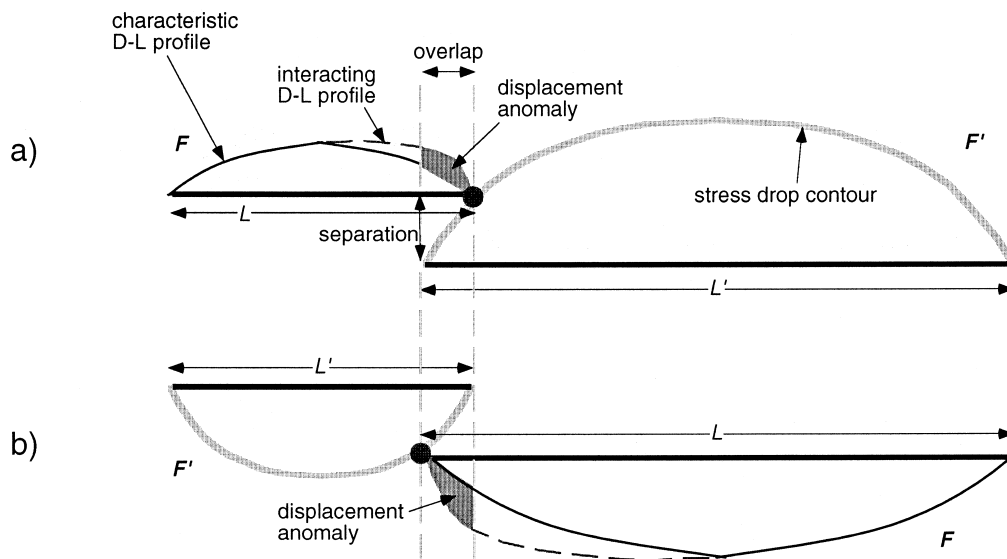 characteristic
D-L profile
overlap
interacting
D-L profile
displacement
anomaly
a)
F
F'
stress drop contour
L
separation
L'
L'
L
b)
F'
displacement
anomaly
F